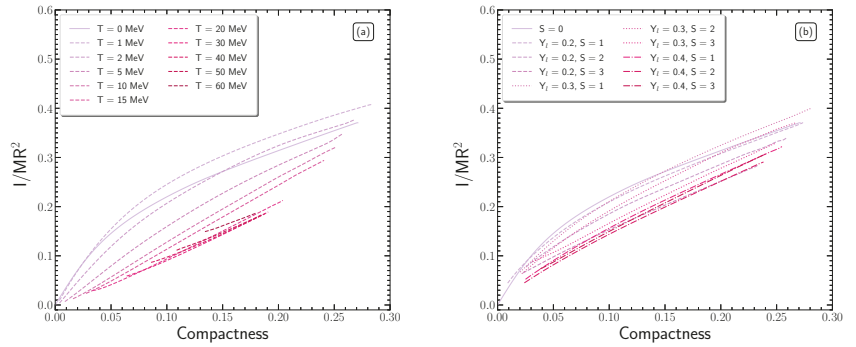 0.6
0.5
0.4
0.3
0.2
0.1
0.0
I/MR²
T = 0 MeV
T = 1 MeV
T = 2 MeV
T = 5 MeV
T = 10 MeV
T = 15 MeV
T = 20 MeV
T = 30 MeV
T = 40 MeV
T = 50 MeV
T = 60 MeV
(a)
0.00 0.05 0.10 0.15 0.20 0.25 0.30
Compactness
0.6
0.5
0.4
0.3
0.2
0.1
0.0
I/MR²
S = 0
Yₗ = 0.2, S = 1
Yₗ = 0.2, S = 2
Yₗ = 0.2, S = 3
Yₗ = 0.3, S = 1
Yₗ = 0.3, S = 2
Yₗ = 0.3, S = 3
Yₗ = 0.4, S = 1
Yₗ = 0.4, S = 2
Yₗ = 0.4, S = 3
(b)
0.00 0.05 0.10 0.15 0.20 0.25 0.30
Compactness